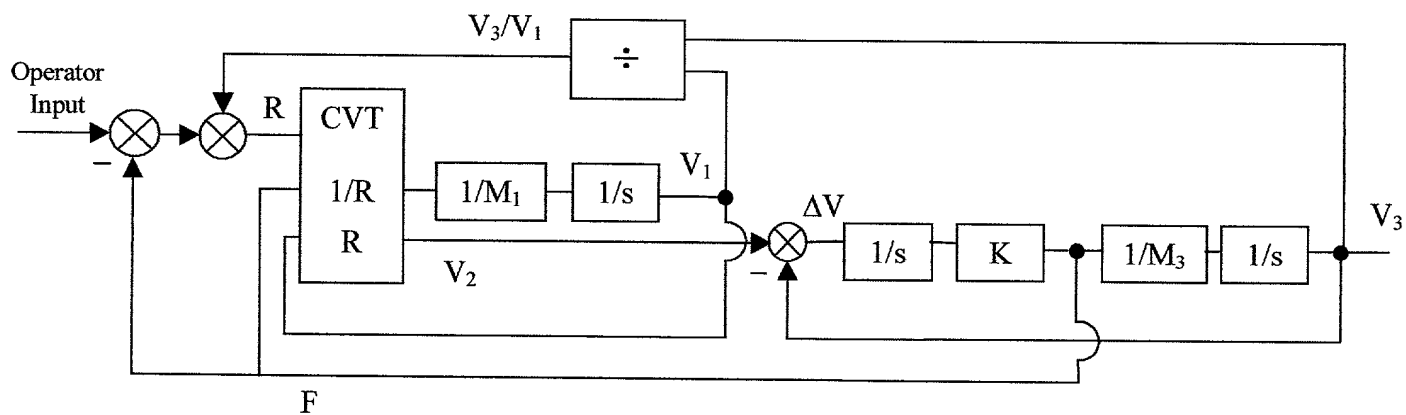 V₃/V₁
÷
Operator
Input
R
CVT
1/R
R
1/M₁
1/s
V₁
V₂
ΔV
1/s
K
1/M₃
1/s
V₃
−
−
F